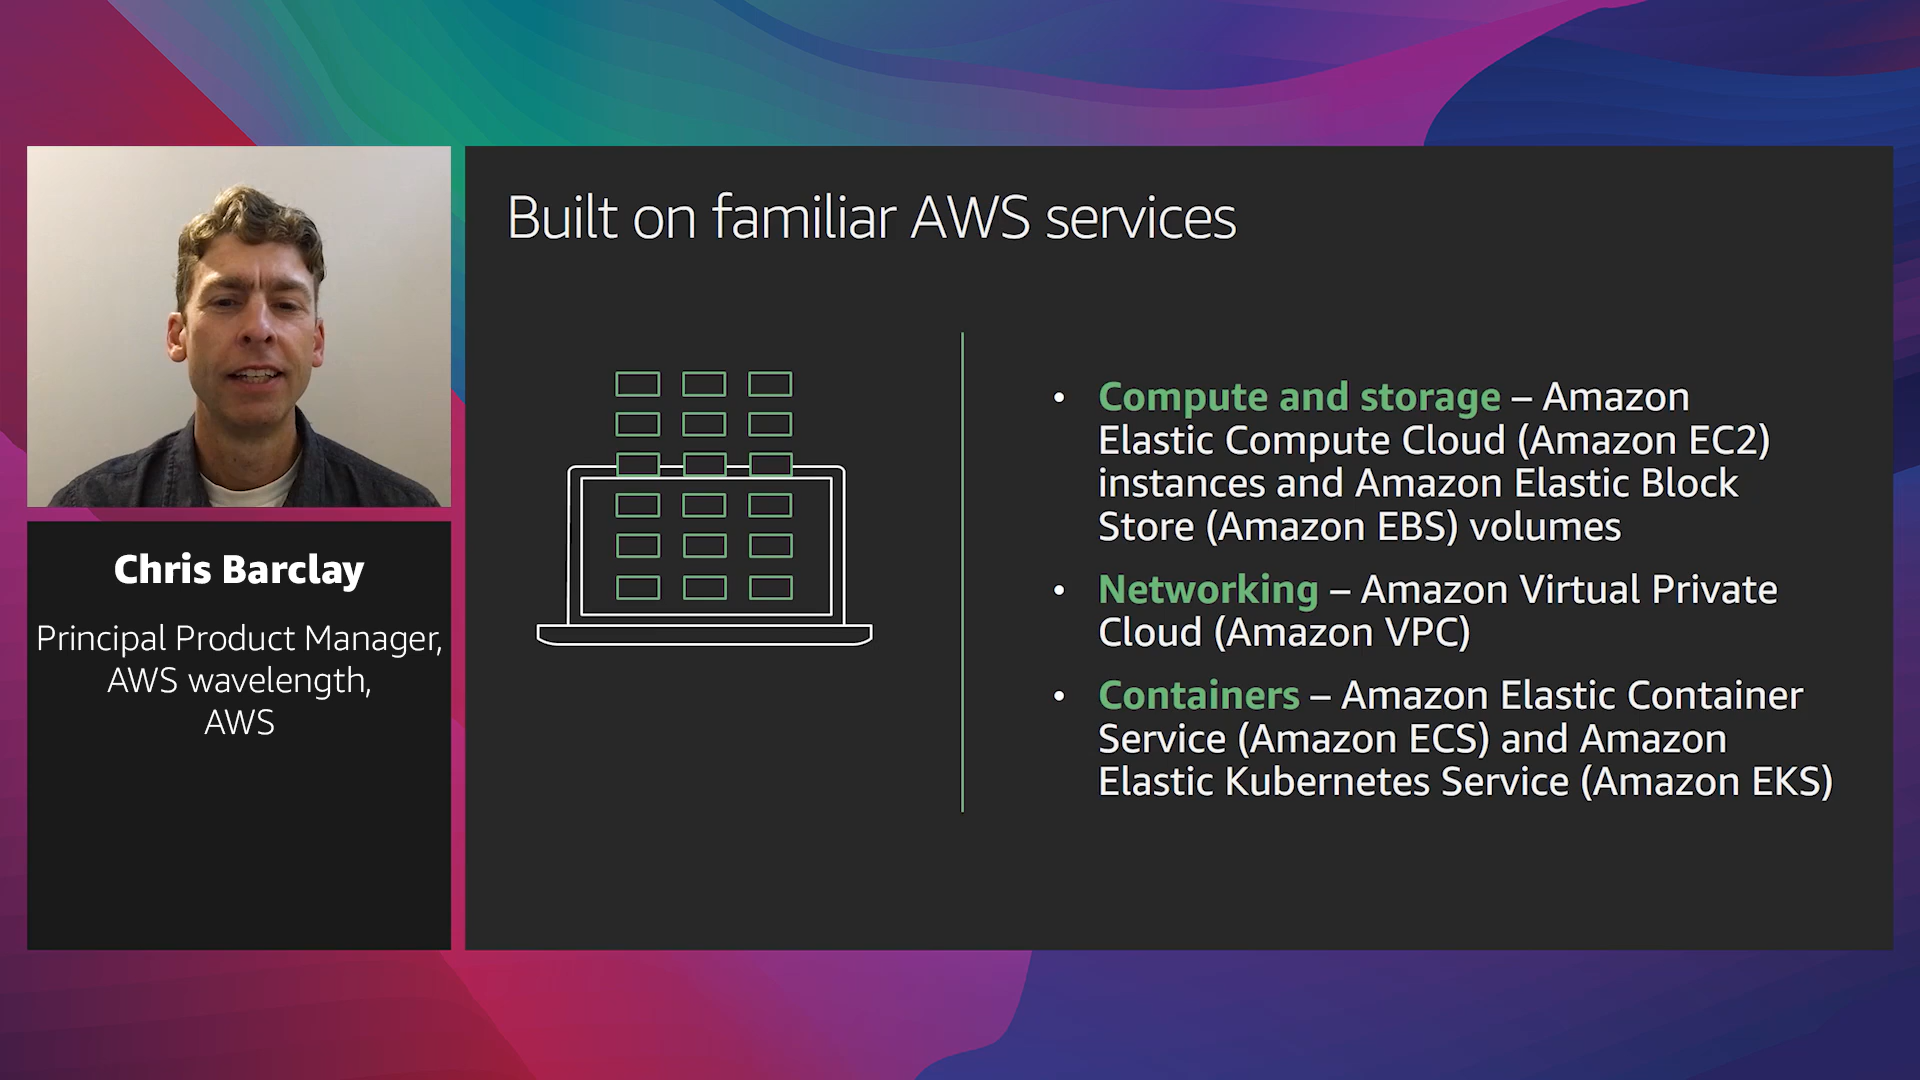 Built on familiar AWS services
Chris Barclay
Principal Product Manager,
AWS wavelength,
AWS
• Compute and storage – Amazon
Elastic Compute Cloud (Amazon EC2)
instances and Amazon Elastic Block
Store (Amazon EBS) volumes
• Networking – Amazon Virtual Private
Cloud (Amazon VPC)
• Containers – Amazon Elastic Container
Service (Amazon ECS) and Amazon
Elastic Kubernetes Service (Amazon EKS)